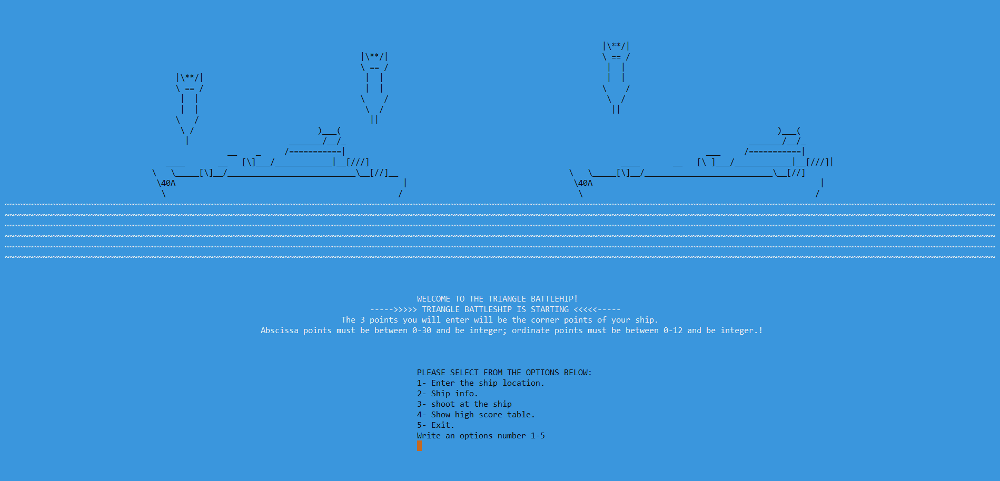 40A
40A
WELCOME TO THE TRIANGLE BATTLEHIP!
----->>>>> TRIANGLE BATTLESHIP IS STARTING <<<<<-----
The 3 points you will enter will be the corner points of your ship.
Abscissa points must be between 0-30 and be integer; ordinate points must be between 0-12 and be integer.!
PLEASE SELECT FROM THE OPTIONS BELOW:
1- Enter the ship location.
2- Ship info.
3- shoot at the ship
4- Show high score table.
5- Exit.
Write an options number 1-5